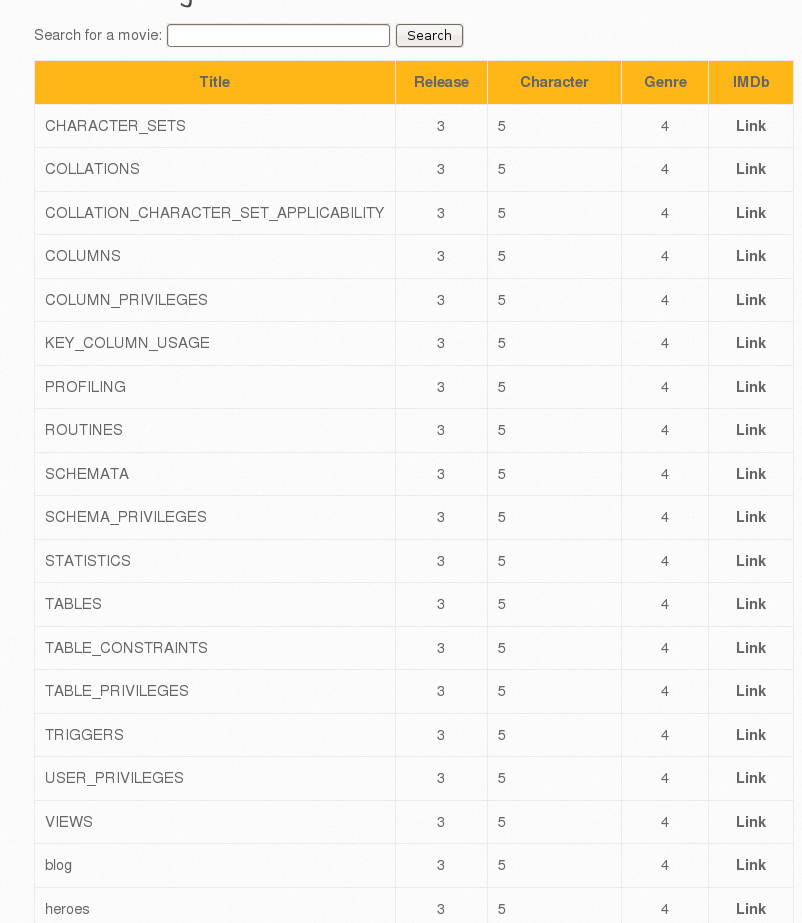 Search for a movie: Search
Title Release Character Genre IMDb
CHARACTER_SETS 3 5 4 Link
COLLATIONS 3 5 4 Link
COLLATION_CHARACTER_SET_APPLICABILITY 3 5 4 Link
COLUMNS 3 5 4 Link
COLUMN_PRIVILEGES 3 5 4 Link
KEY_COLUMN_USAGE 3 5 4 Link
PROFILING 3 5 4 Link
ROUTINES 3 5 4 Link
SCHEMATA 3 5 4 Link
SCHEMA_PRIVILEGES 3 5 4 Link
STATISTICS 3 5 4 Link
TABLES 3 5 4 Link
TABLE_CONSTRAINTS 3 5 4 Link
TABLE_PRIVILEGES 3 5 4 Link
TRIGGERS 3 5 4 Link
USER_PRIVILEGES 3 5 4 Link
VIEWS 3 5 4 Link
blog 3 5 4 Link
heroes 3 5 4 Link